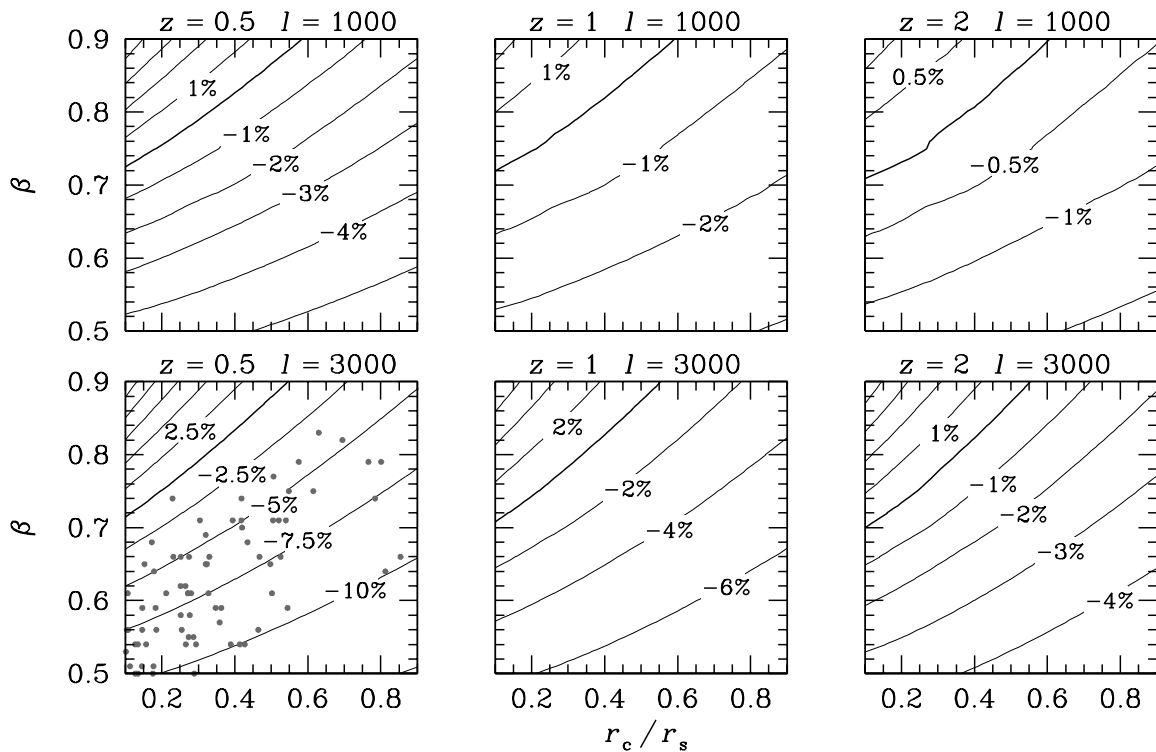 z = 0.5 l = 1000
z = 1 l = 1000
z = 2 l = 1000
0.9
0.8
0.7
0.6
0.5
β
1%
−1%
−2%
−3%
−4%
1%
−1%
−2%
0.5%
−0.5%
−1%
z = 0.5 l = 3000
z = 1 l = 3000
z = 2 l = 3000
0.9
0.8
0.7
0.6
0.5
β
2.5%
−2.5%
−5%
−7.5%
−10%
2%
−2%
−4%
−6%
1%
−1%
−2%
−3%
−4%
0.2 0.4 0.6 0.8
0.2 0.4 0.6 0.8
0.2 0.4 0.6 0.8
r_c / r_s